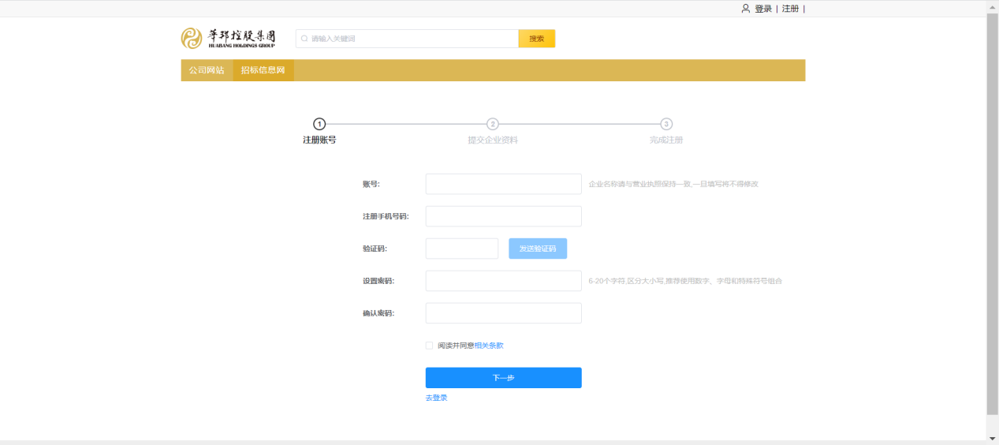 登录 | 注册 |
華邦控股集團
HUABANG HOLDINGS GROUP
请输入关键词
搜索
公司网站 招标信息网
1 2 3
注册账号 提交企业资料 完成注册
账号: 企业名称请与营业执照保持一致,一旦填写将不得修改
注册手机号码:
验证码: 发送验证码
设置密码: 6-20个字符,区分大小写,推荐使用数字、字母和特殊符号组合
确认密码:
阅读并同意相关条款
下一步
去登录